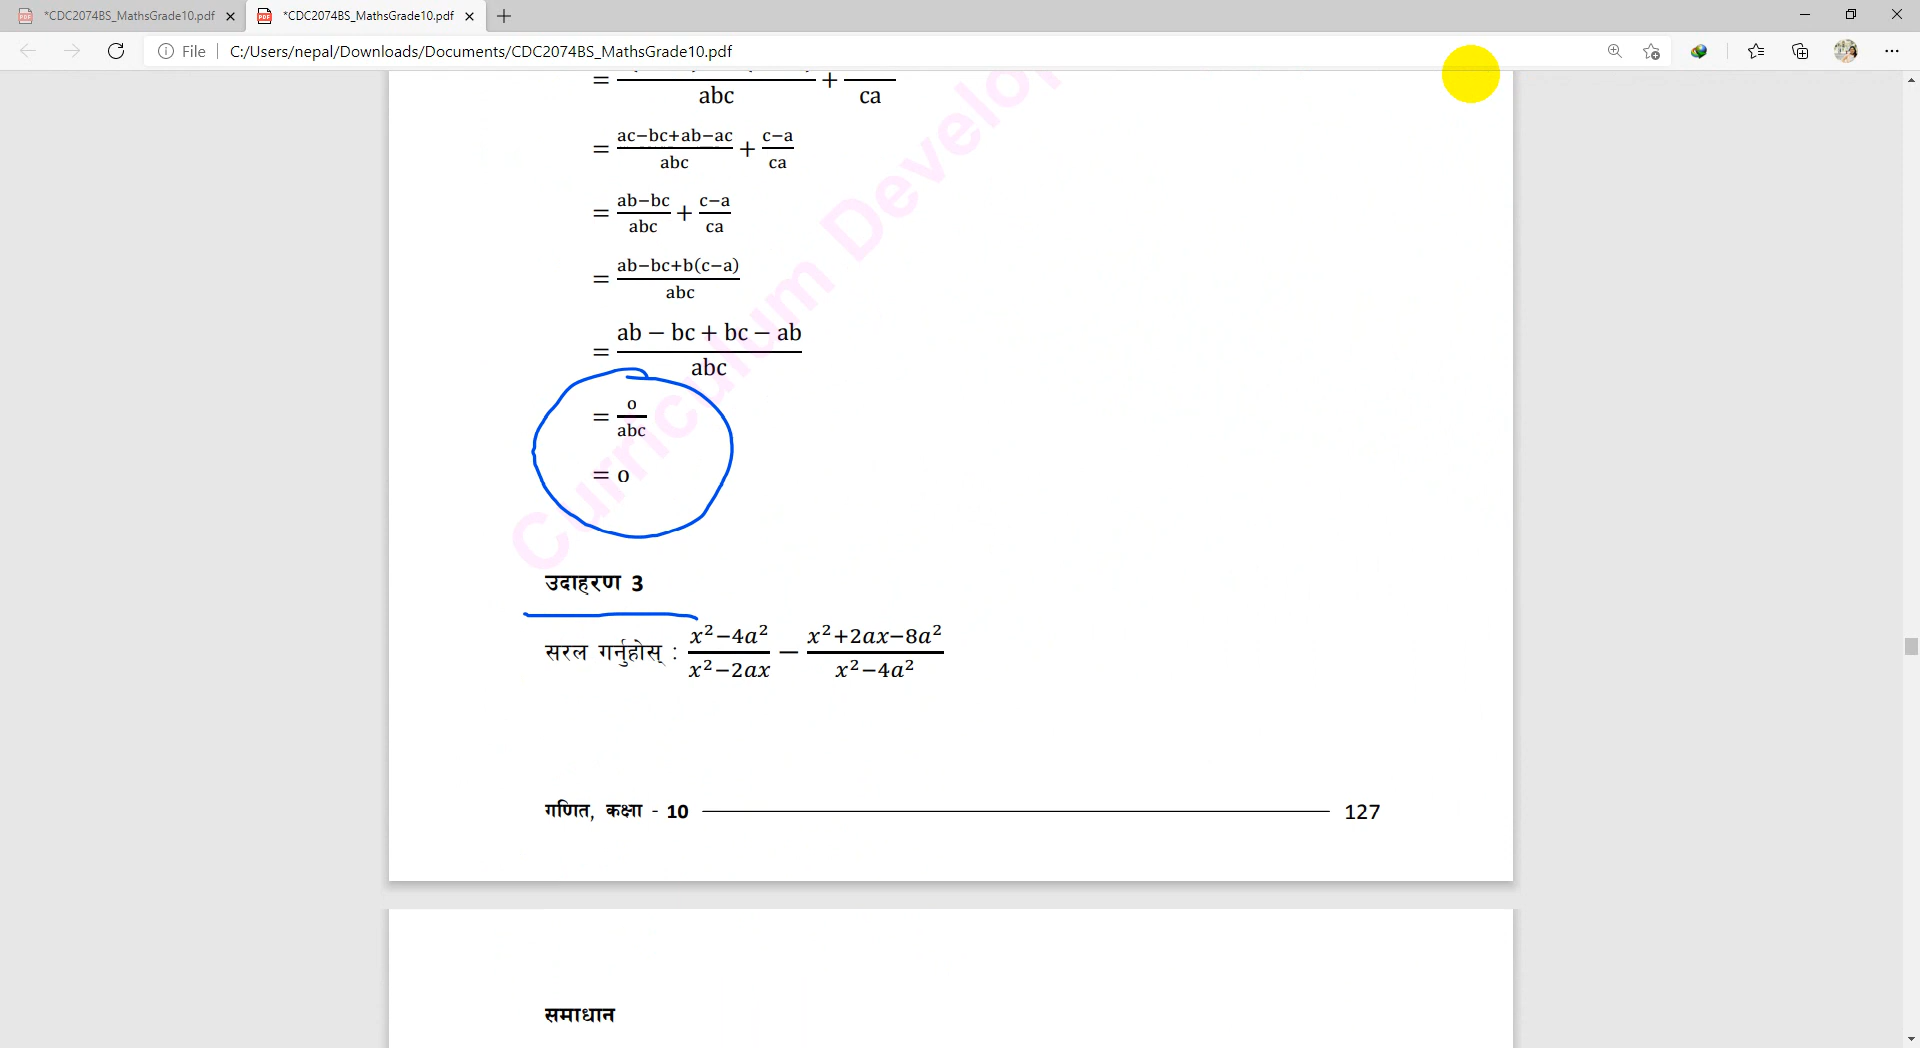 *CDC2074BS_MathsGrade10.pdf
*CDC2074BS_MathsGrade10.pdf
File
C:/Users/nepal/Downloads/Documents/CDC2074BS_MathsGrade10.pdf
= ———/abc + ———/ca
= (ac−bc+ab−ac)/abc + (c−a)/ca
= (ab−bc)/abc + (c−a)/ca
= (ab−bc+b(c−a))/abc
= (ab − bc + bc − ab)/abc
= o/abc
= o
Curriculum Develop
उदाहरण 3
सरल गर्नुहोस् : (x²−4a²)/(x²−2ax) − (x²+2ax−8a²)/(x²−4a²)
गणित, कक्षा - 10
127
समाधान